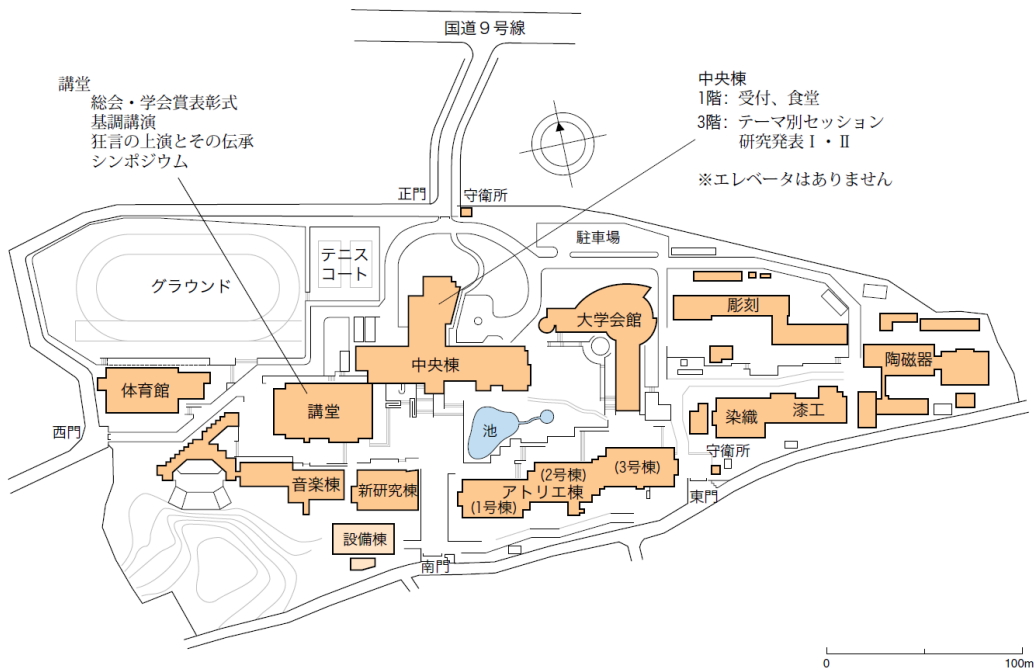 国道9号線
講堂
総会・学会賞表彰式
基調講演
狂言の上演とその伝承
シンポジウム
中央棟
1階：受付、食堂
3階：テーマ別セッション
研究発表Ⅰ・Ⅱ
※エレベータはありません
正門
守衛所
駐車場
テニス
コート
グラウンド
大学会館
彫刻
中央棟
陶磁器
体育館
講堂
染織
漆工
池
西門
守衛所
音楽棟
新研究棟
(1号棟)
(2号棟)
(3号棟)
アトリエ棟
東門
設備棟
南門
0
100m